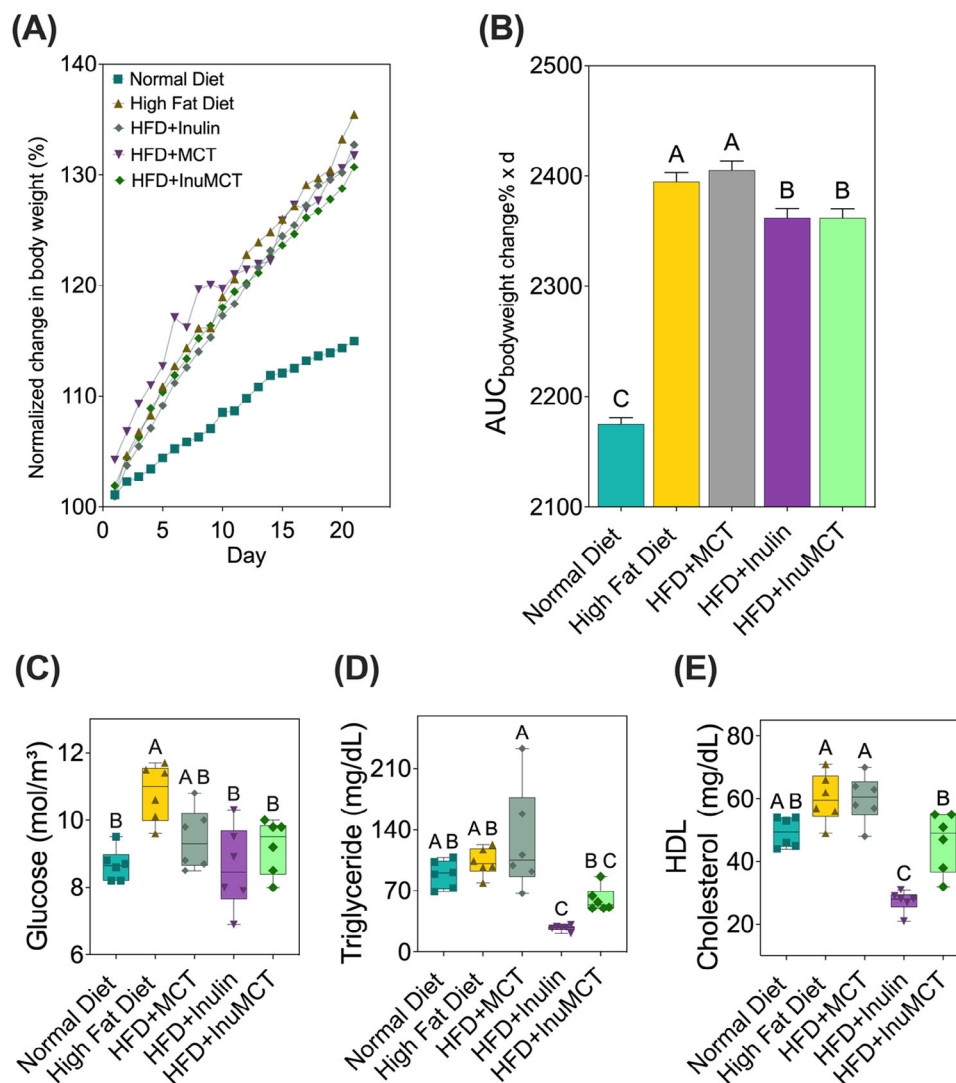 (A)
Normalized change in body weight (%)
140
130
120
110
100
0
5
10
15
20
Day
Normal Diet
High Fat Diet
HFD+Inulin
HFD+MCT
HFD+InuMCT
(B)
AUCbodyweight change% x d
2500
2400
2300
2200
2100
C
A
A
B
B
Normal Diet
High Fat Diet
HFD+MCT
HFD+Inulin
HFD+InuMCT
(C)
Glucose (mol/m³)
12
10
8
6
B
A
A B
B
B
Normal Diet
High Fat Diet
HFD+MCT
HFD+Inulin
HFD+InuMCT
(D)
Triglyceride (mg/dL)
210
140
70
0
A B
A B
A
C
B C
Normal Diet
High Fat Diet
HFD+MCT
HFD+Inulin
HFD+InuMCT
(E)
HDL
Cholesterol (mg/dL)
80
60
40
20
A B
A
A
C
B
Normal Diet
High Fat Diet
HFD+MCT
HFD+Inulin
HFD+InuMCT